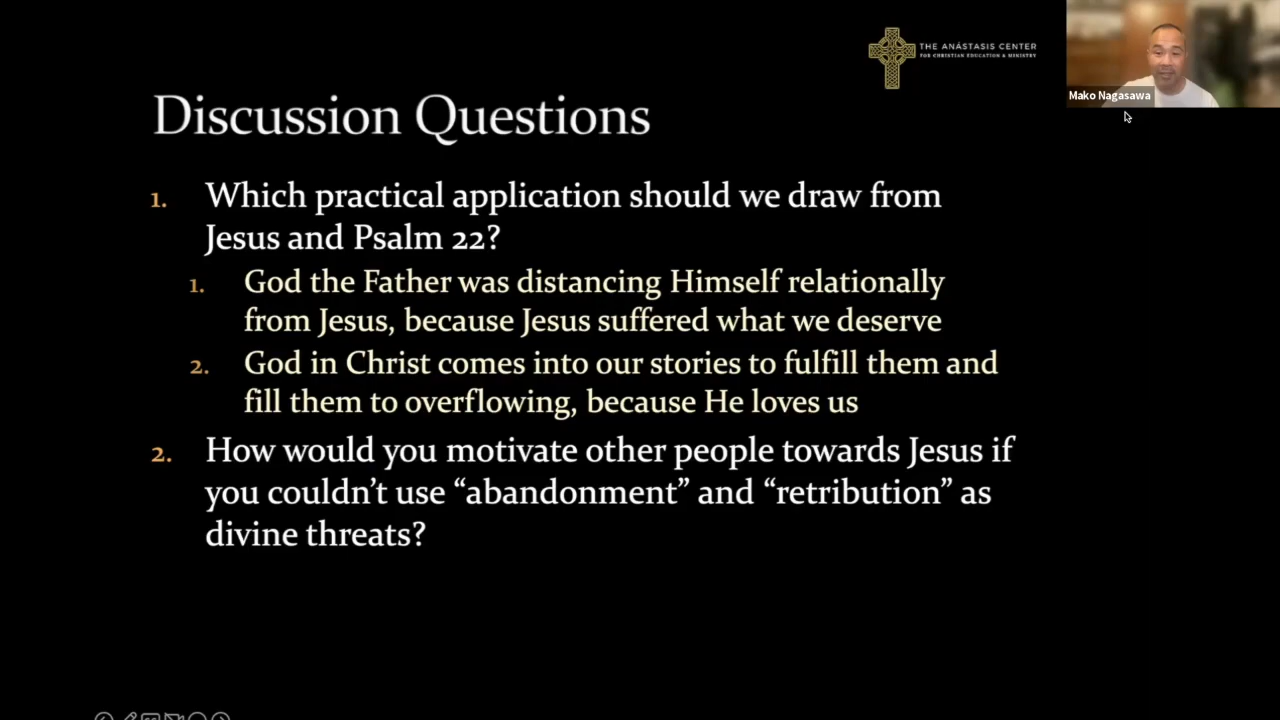 THE ANÁSTASIS CENTER
FOR CHRISTIAN EDUCATION & MINISTRY
Mako Nagasawa
Discussion Questions
1. Which practical application should we draw from
Jesus and Psalm 22?
1. God the Father was distancing Himself relationally
from Jesus, because Jesus suffered what we deserve
2. God in Christ comes into our stories to fulfill them and
fill them to overflowing, because He loves us
2. How would you motivate other people towards Jesus if
you couldn’t use “abandonment” and “retribution” as
divine threats?